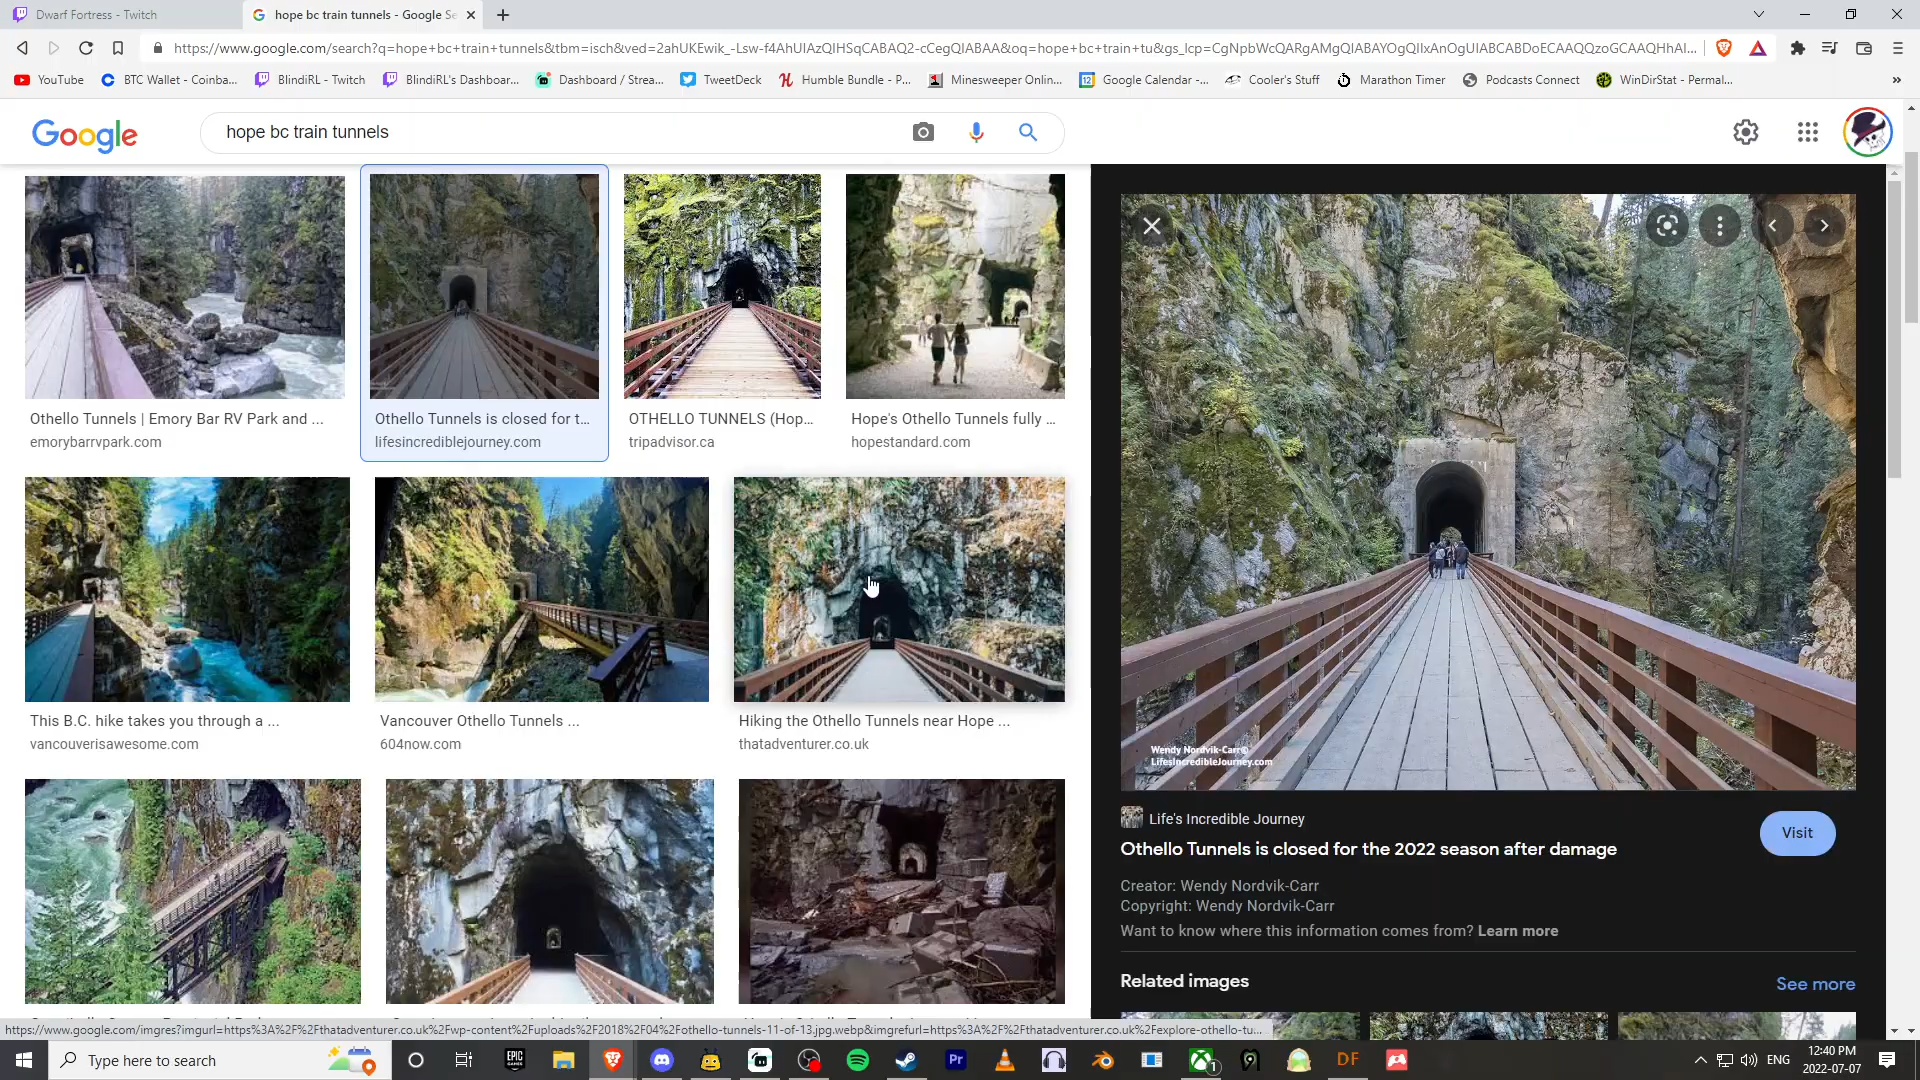 Dwarf Fortress - Twitch
hope bc train tunnels - Google Se
https://www.google.com/search?q=hope+bc+train+tunnels&tbm=isch&ved=2ahUKEwik_-Lsw-f4AhUIAzQIHSqCABAQ2-cCegQIABAA&oq=hope+bc+train+tu&gs_lcp=CgNpbWcQARgAMgQIABAYOgQIIxAnOgUIABCABDoECAAQQzoGCAAQHhAI...
YouTube
BTC Wallet - Coinba...
BlindiRL - Twitch
BlindiRL's Dashboar...
Dashboard / Strea...
TweetDeck
Humble Bundle - P...
Minesweeper Onlin...
Google Calendar -...
Cooler's Stuff
Marathon Timer
Podcasts Connect
WinDirStat - Permal...
»
Google
hope bc train tunnels
Othello Tunnels | Emory Bar RV Park and ...
emorybarrvpark.com
Othello Tunnels is closed for t...
lifesincrediblejourney.com
OTHELLO TUNNELS (Hop...
tripadvisor.ca
Hope's Othello Tunnels fully ...
hopestandard.com
This B.C. hike takes you through a ...
vancouverisawesome.com
Vancouver Othello Tunnels ...
604now.com
Hiking the Othello Tunnels near Hope ...
thatadventurer.co.uk
Wendy Nordvik-Carr©
LifesIncredibleJourney.com
Life's Incredible Journey
Visit
Othello Tunnels is closed for the 2022 season after damage
Creator: Wendy Nordvik-Carr
Copyright: Wendy Nordvik-Carr
Want to know where this information comes from? Learn more
Related images
See more
https://www.google.com/imgres?imgurl=https%3A%2F%2Fthatadventurer.co.uk%2Fwp-content%2Fuploads%2F2018%2F04%2Fothello-tunnels-11-of-13.jpg.webp&imgrefurl=https%3A%2F%2Fthatadventurer.co.uk%2Fexplore-othello-tu...
Type here to search
EPIC GAMES
Pr
1
DF
ENG
12:40 PM
2022-07-07